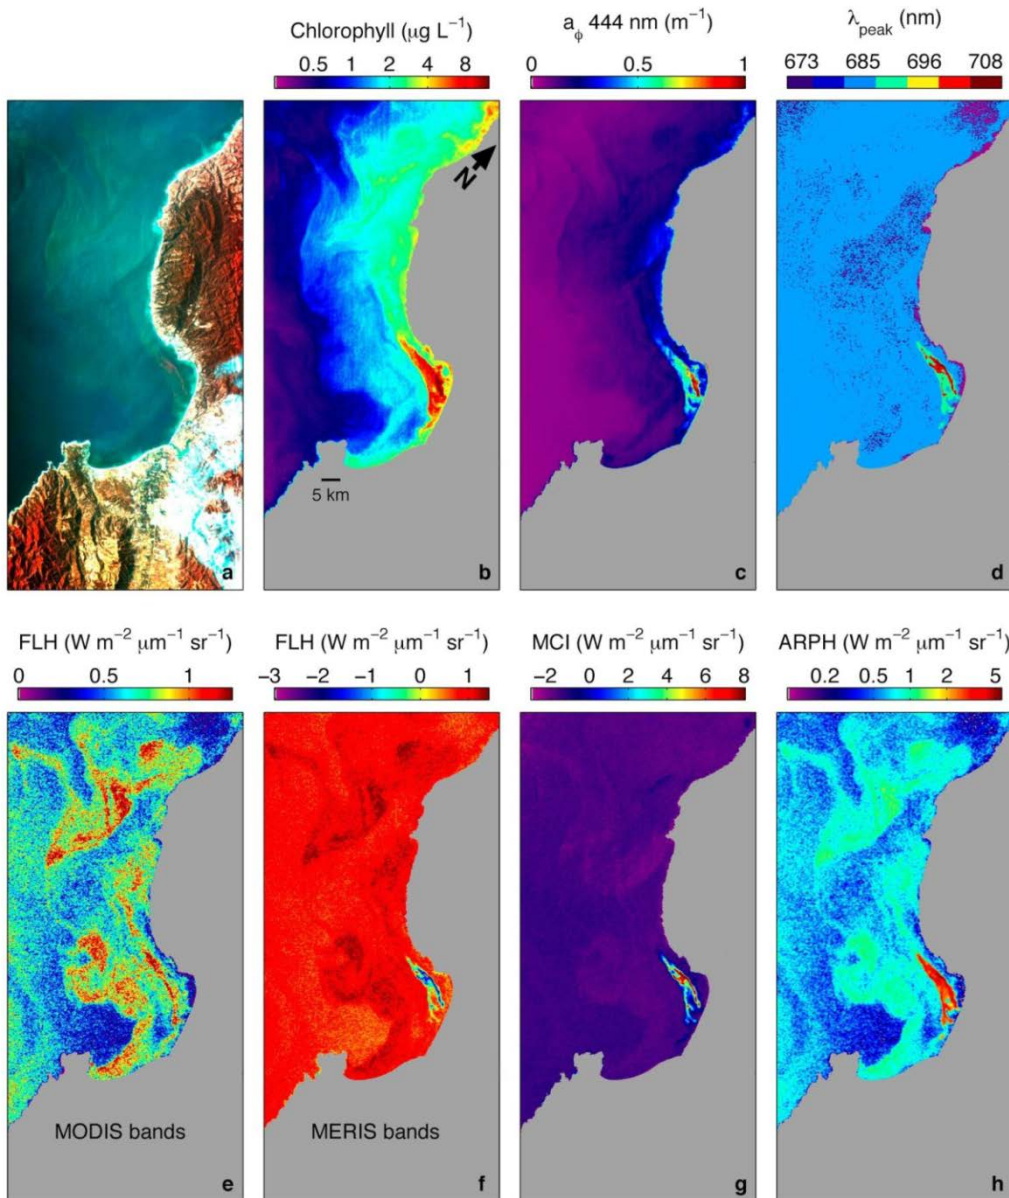 Chlorophyll (μg L⁻¹)
0.5 1 2 4 8
a_ϕ 444 nm (m⁻¹)
0 0.5 1
λ_peak (nm)
673 685 696 708
N
5 km
a
b
c
d
FLH (W m⁻² μm⁻¹ sr⁻¹)
0 0.5 1
FLH (W m⁻² μm⁻¹ sr⁻¹)
−3 −2 −1 0 1
MCI (W m⁻² μm⁻¹ sr⁻¹)
−2 0 2 4 6 8
ARPH (W m⁻² μm⁻¹ sr⁻¹)
0.2 0.5 1 2 5
MODIS bands
MERIS bands
e
f
g
h